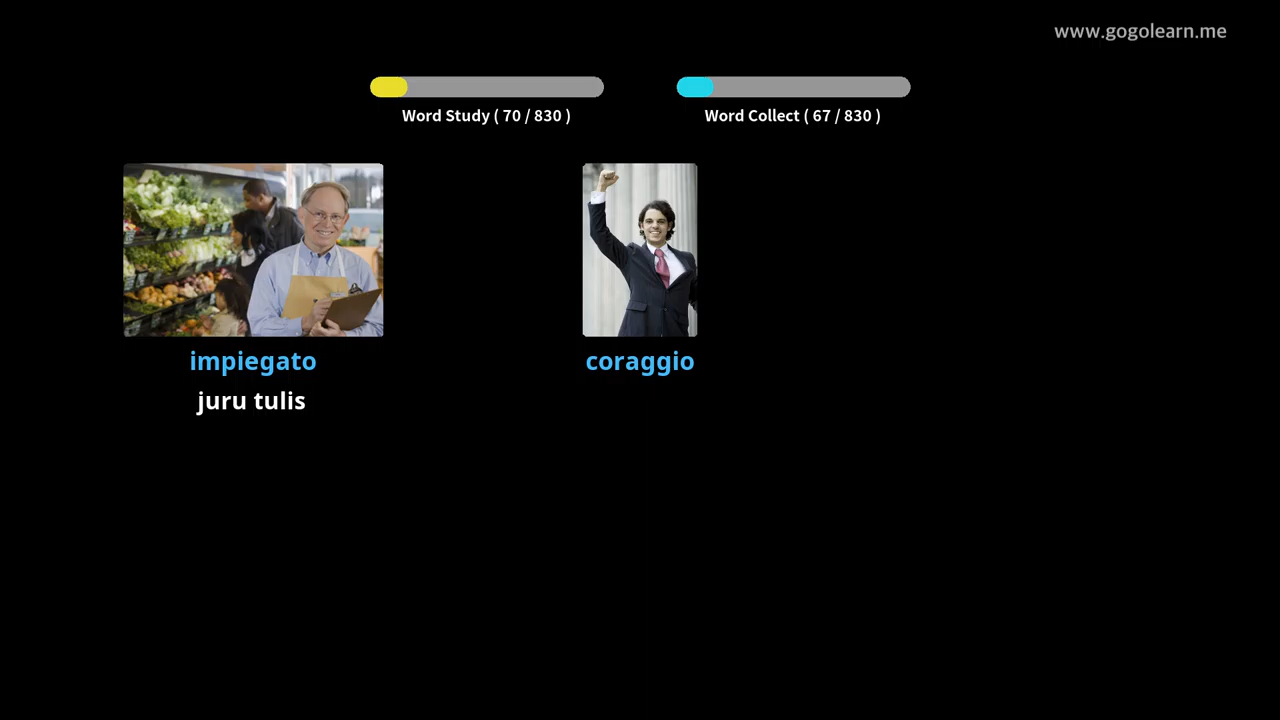 www.gogolearn.me
Word Study ( 70 / 830 )
Word Collect ( 67 / 830 )
impiegato
coraggio
juru tulis